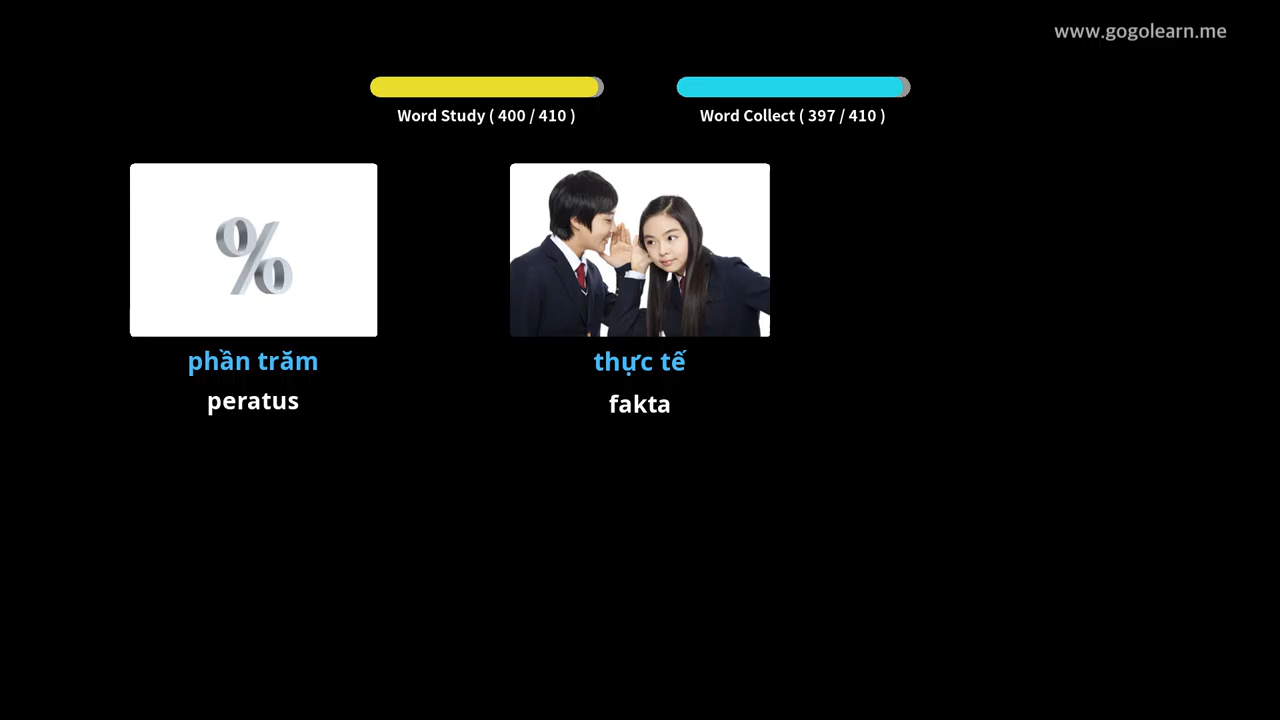 www.gogolearn.me
Word Study ( 400 / 410 )
Word Collect ( 397 / 410 )
%
phần trăm
peratus
thực tế
fakta